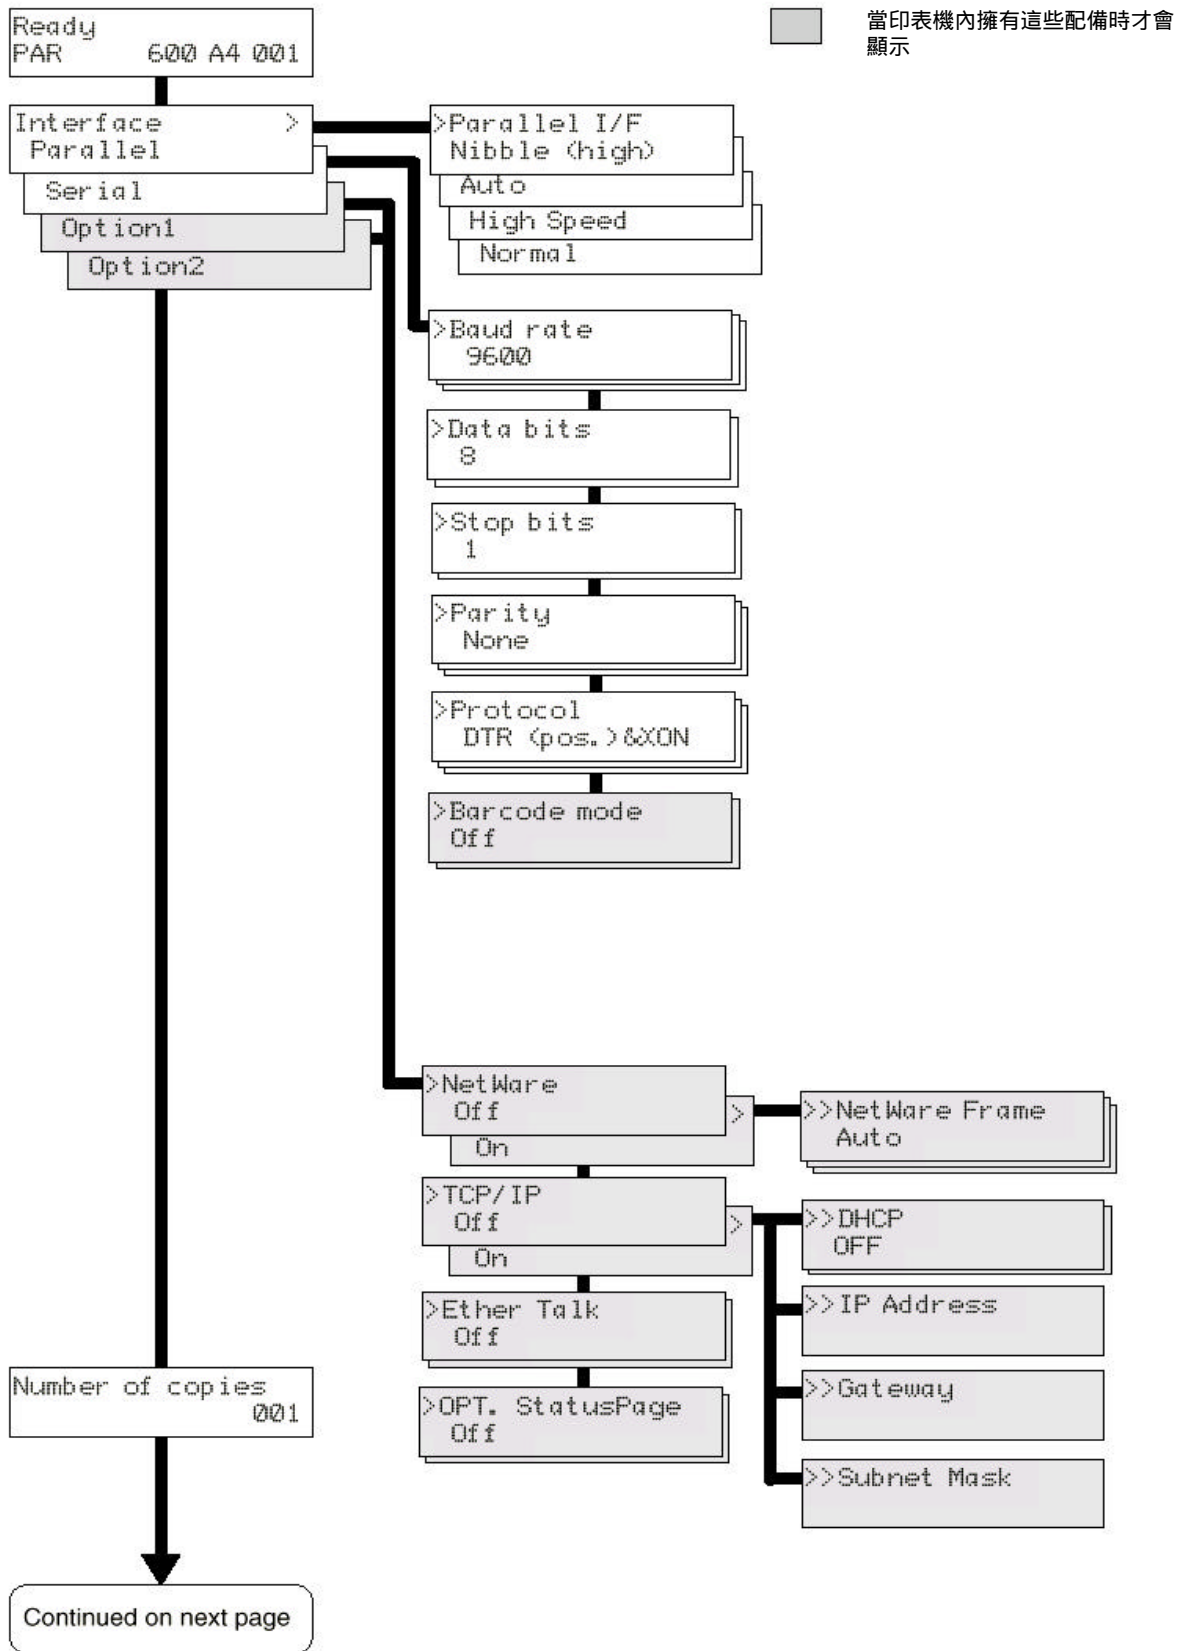 Ready
PAR 600 A4 001
當印表機內擁有這些配備時才會
顯示
Interface >
Parallel
Serial
Option1
Option2
>Parallel I/F
Nibble (high)
Auto
High Speed
Normal
>Baud rate
9600
>Data bits
8
>Stop bits
1
>Parity
None
>Protocol
DTR (pos.)&XON
>Barcode mode
Off
>NetWare
Off
>
On
>>NetWare Frame
Auto
>TCP/IP
Off
>
On
>>DHCP
OFF
>>IP Address
>>Gateway
>>Subnet Mask
>Ether Talk
Off
>OPT. StatusPage
Off
Number of copies
001
Continued on next page